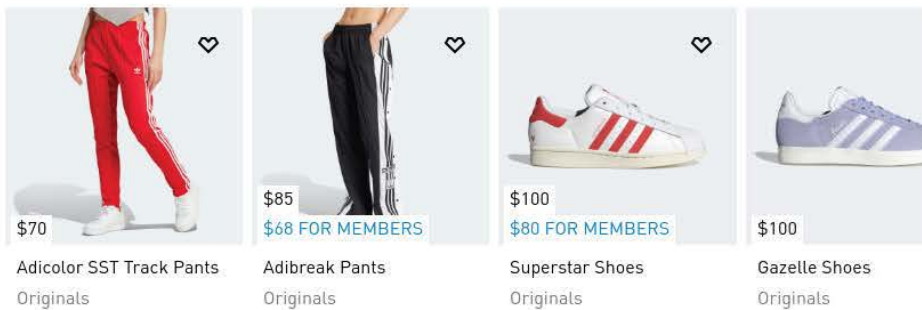 $70
Adicolor SST Track Pants
Originals
$85
$68 FOR MEMBERS
Adibreak Pants
Originals
$100
$80 FOR MEMBERS
Superstar Shoes
Originals
$100
Gazelle Shoes
Originals